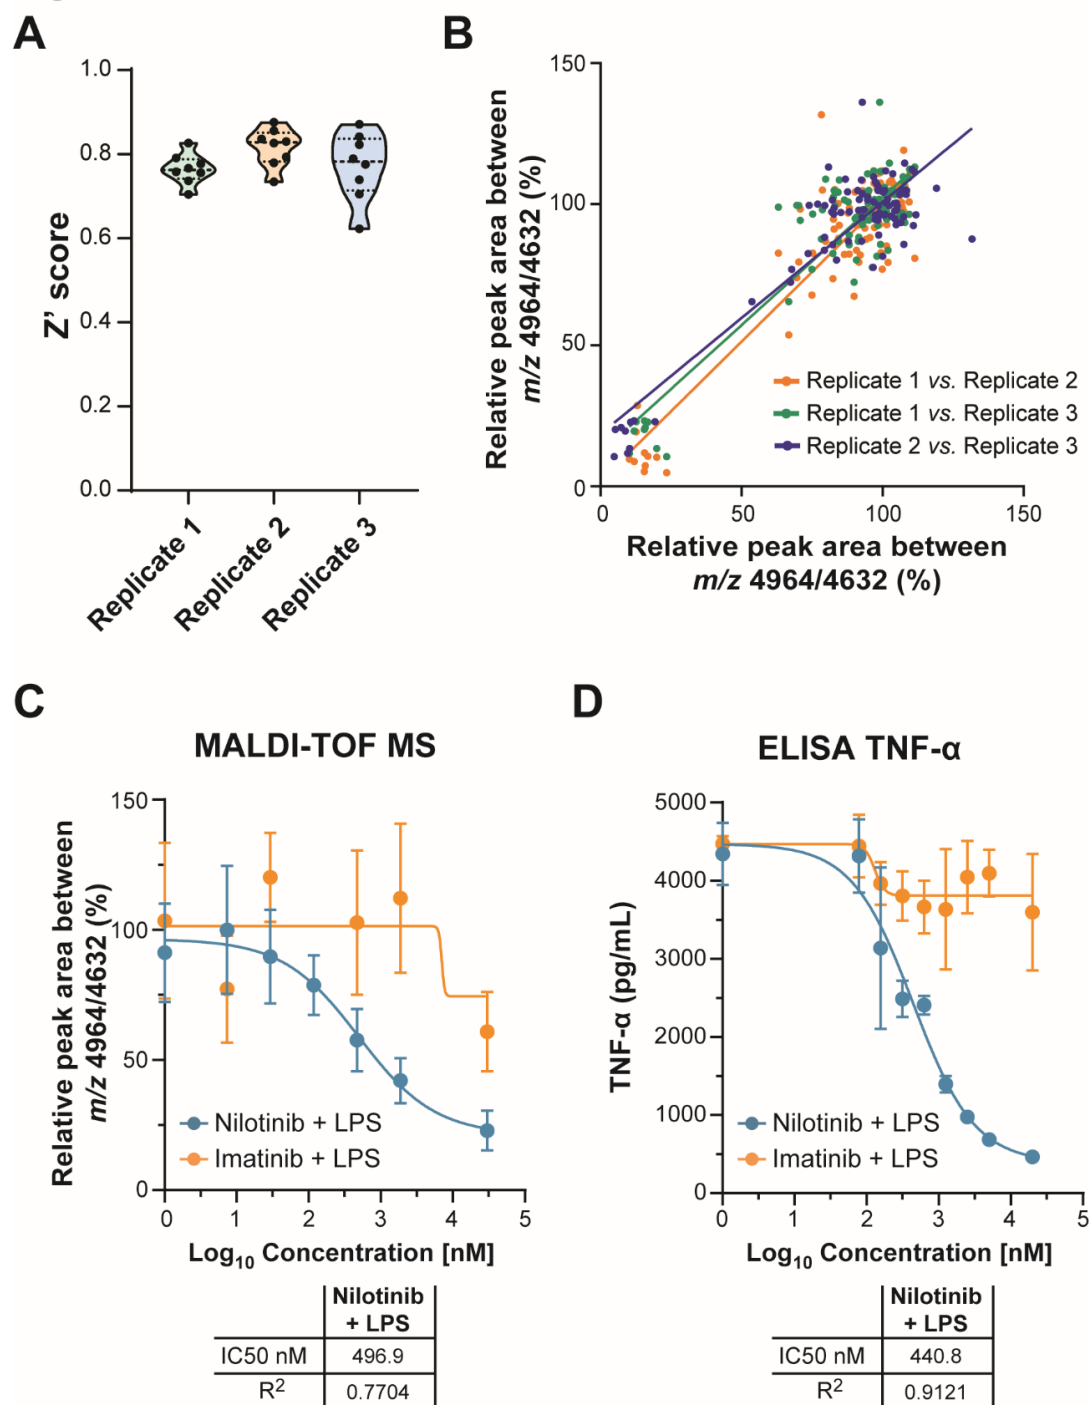 A
1.0
0.8
0.6
0.4
0.2
0.0
Z' score
Replicate 1
Replicate 2
Replicate 3
B
150
100
50
0
Relative peak area between
m/z 4964/4632 (%)
Replicate 1 vs. Replicate 2
Replicate 1 vs. Replicate 3
Replicate 2 vs. Replicate 3
0 50 100 150
Relative peak area between
m/z 4964/4632 (%)
C
MALDI-TOF MS
150
100
50
0
Relative peak area between
m/z 4964/4632 (%)
Nilotinib + LPS
Imatinib + LPS
0 1 2 3 4 5
Log₁₀ Concentration [nM]
Nilotinib
+ LPS
IC50 nM 496.9
R² 0.7704
D
ELISA TNF-α
5000
4000
3000
2000
1000
0
TNF-α (pg/mL)
Nilotinib + LPS
Imatinib + LPS
0 1 2 3 4 5
Log₁₀ Concentration [nM]
Nilotinib
+ LPS
IC50 nM 440.8
R² 0.9121